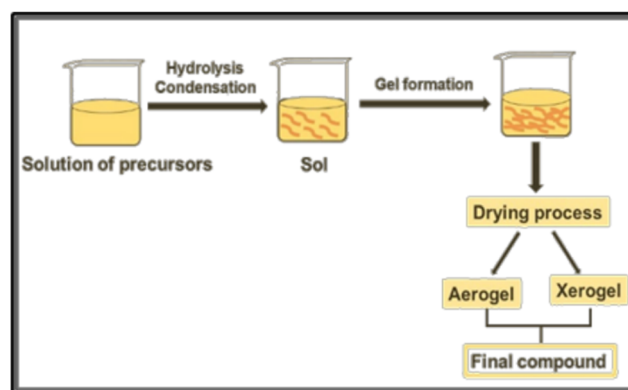 Hydrolysis
Condensation
Gel formation
Solution of precursors
Sol
Drying process
Aerogel
Xerogel
Final compound